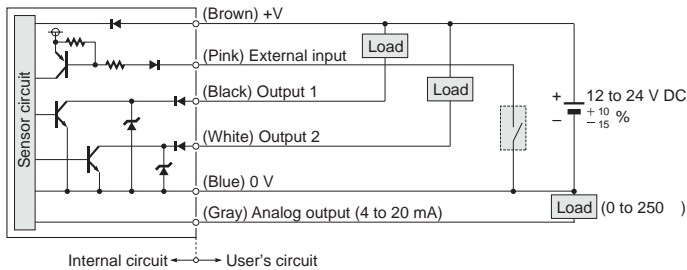 (Brown) +V
(Pink) External input
Load
(Black) Output 1
Load
Sensor circuit
+ 12 to 24 V DC
+10
− −15 %
(White) Output 2
(Blue) 0 V
(Gray) Analog output (4 to 20 mA)
Load (0 to 250 )
Internal circuit User's circuit